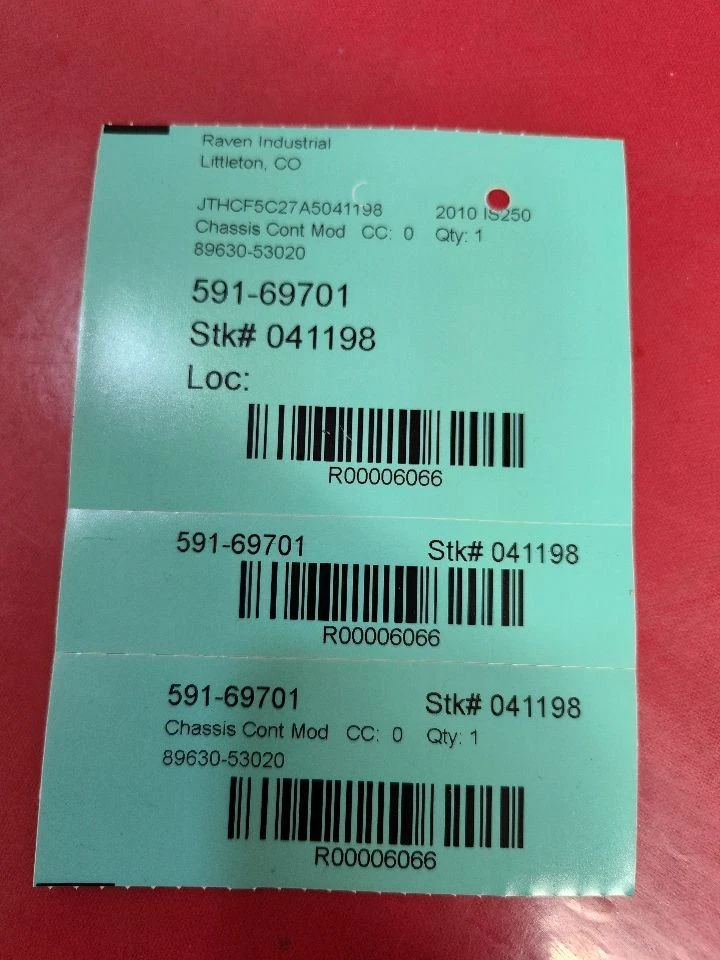 Raven Industrial
Littleton, CO
JTHCF5C27A5041198 2010 IS250
Chassis Cont Mod CC: 0 Qty: 1
89630-53020
591-69701
Stk# 041198
Loc:
R00006066
591-69701 Stk# 041198
R00006066
591-69701 Stk# 041198
Chassis Cont Mod CC: 0 Qty: 1
89630-53020
R00006066